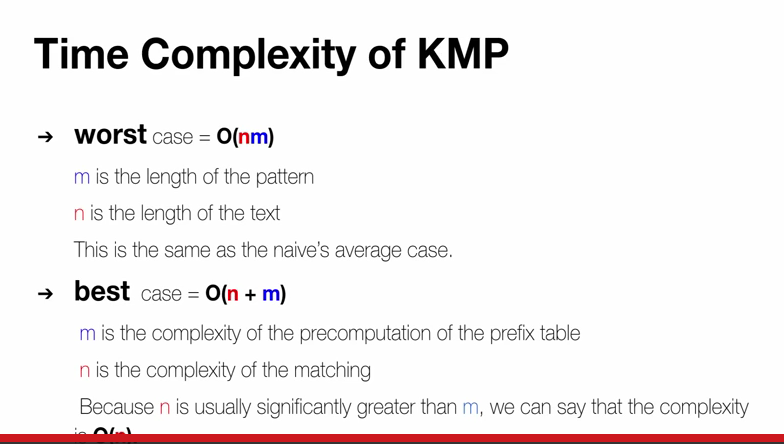 Time Complexity of KMP
➔ worst case = O(nm)
m is the length of the pattern
n is the length of the text
This is the same as the naive's average case.
➔ best case = O(n + m)
m is the complexity of the precomputation of the prefix table
n is the complexity of the matching
Because n is usually significantly greater than m, we can say that the complexity
is O(n)